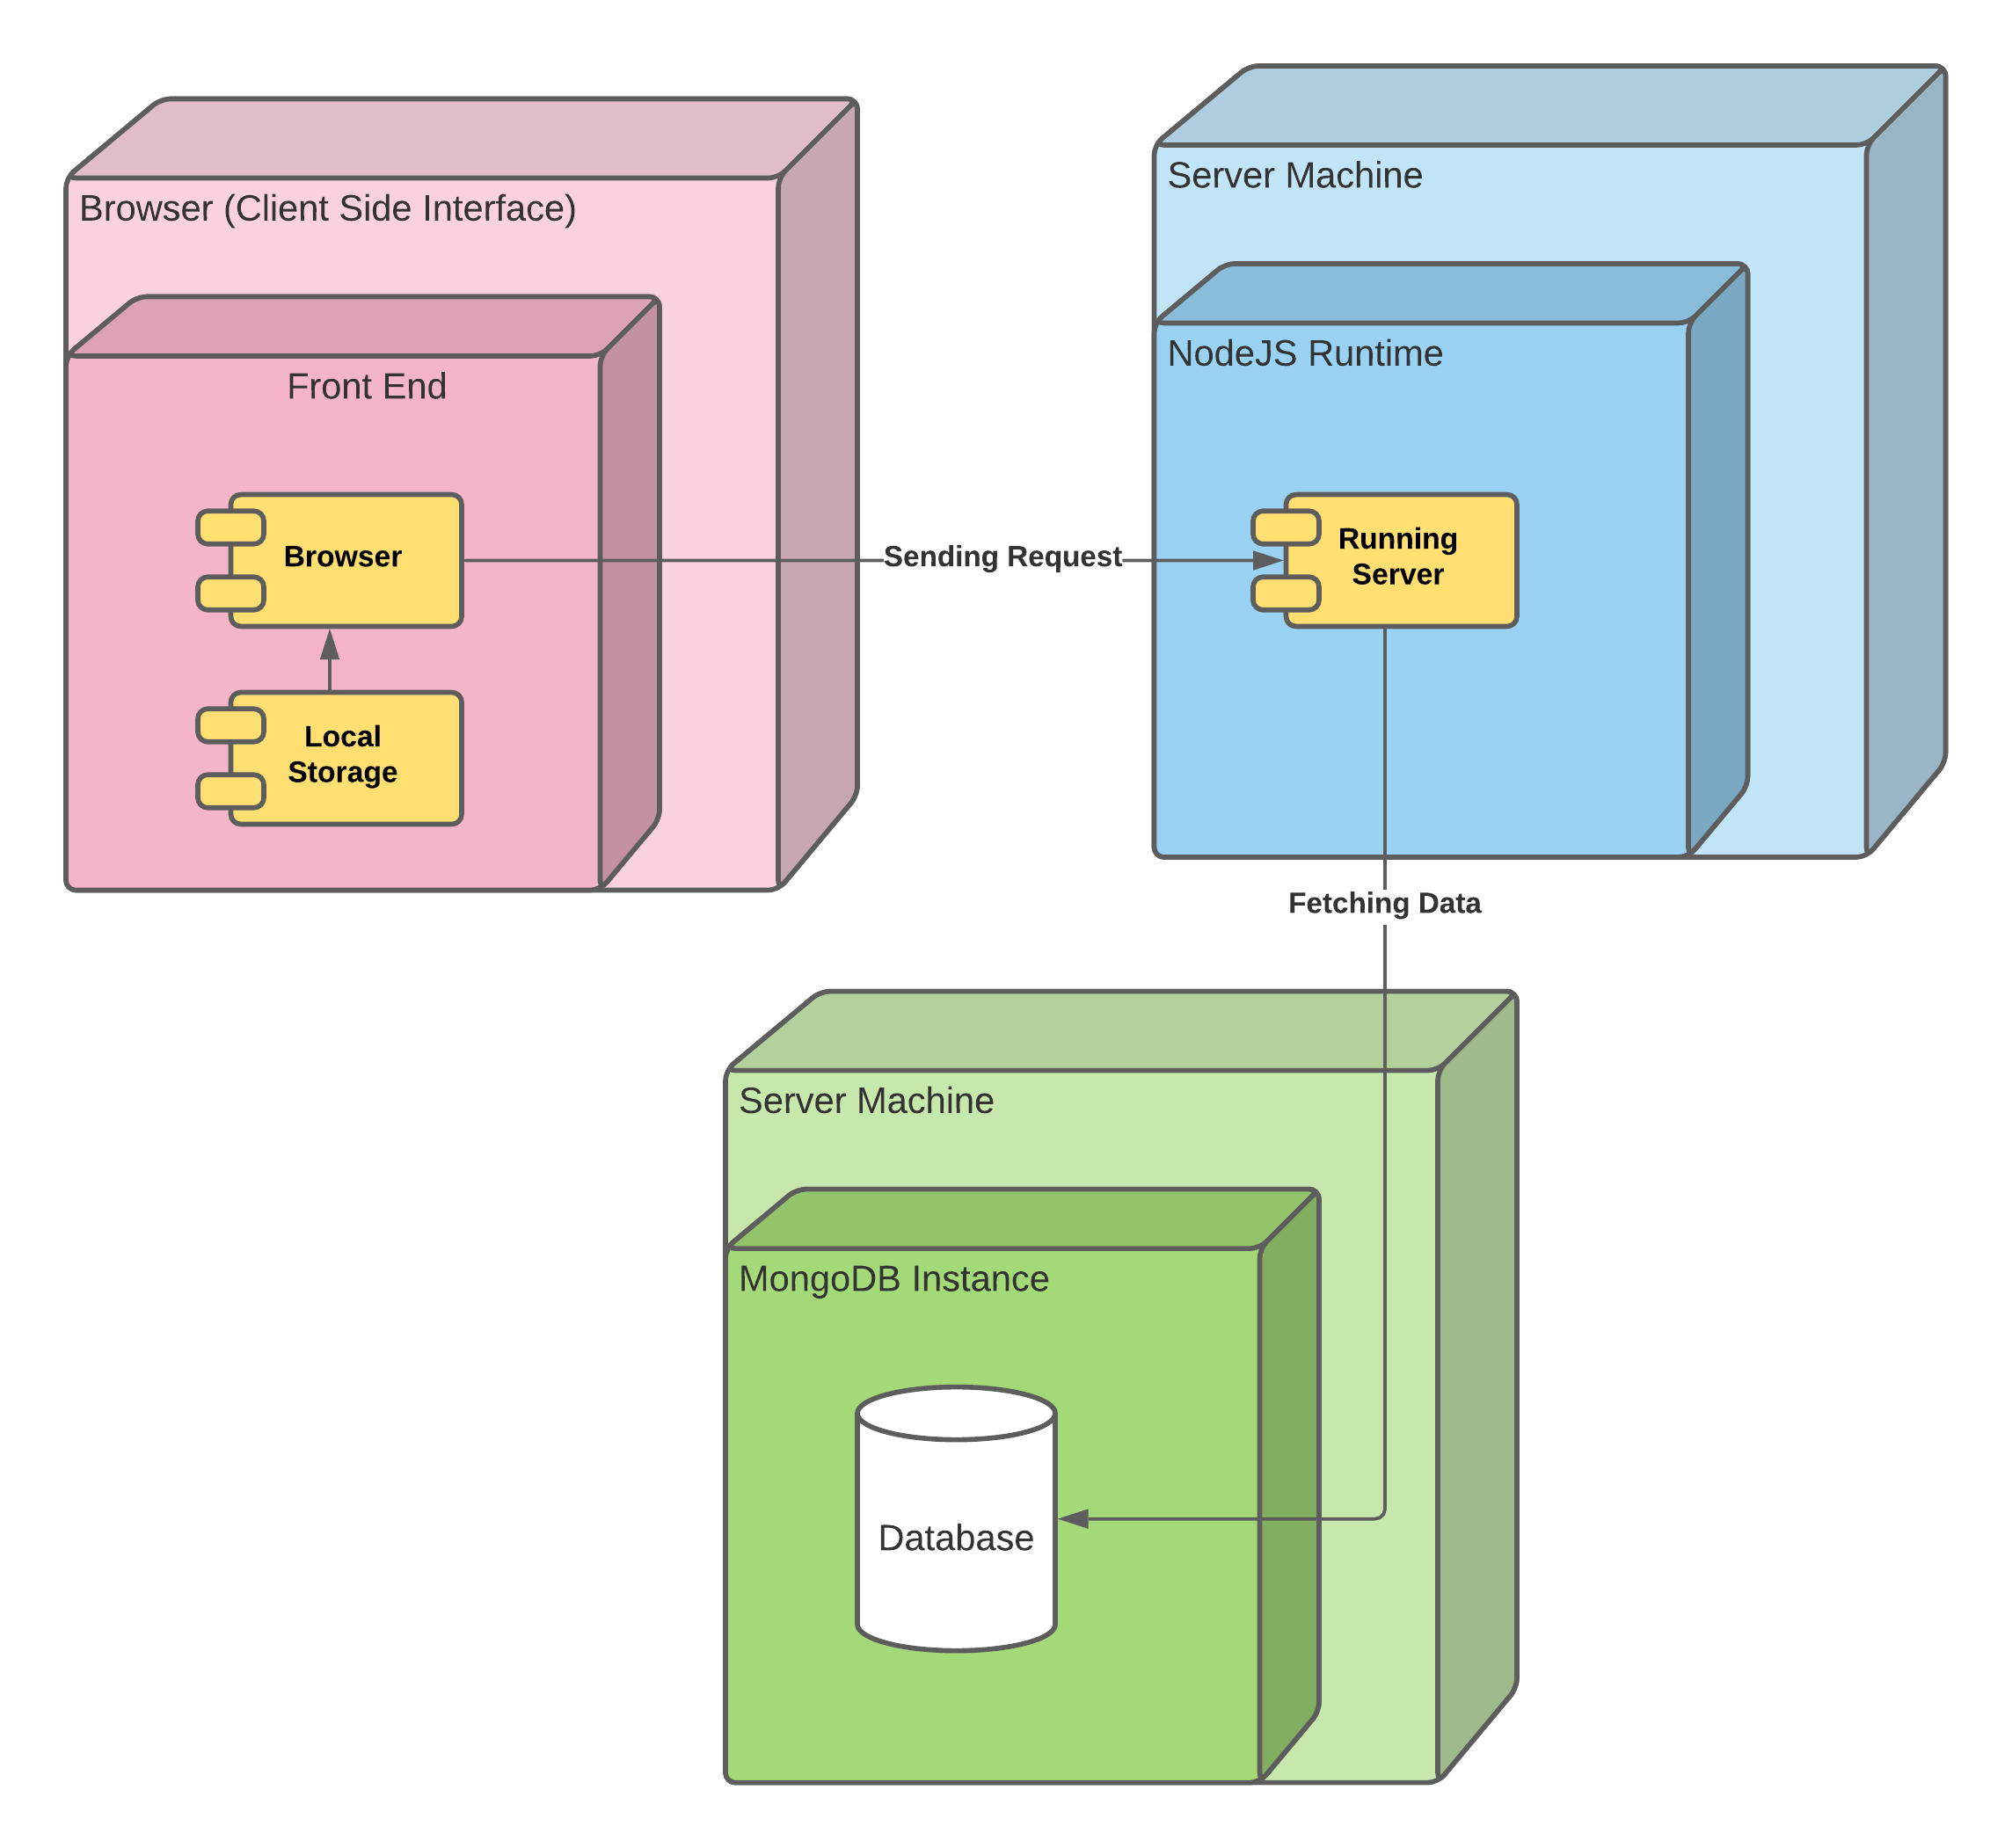 Browser (Client Side Interface)
Front End
Browser
Local
Storage
Sending Request
Server Machine
NodeJS Runtime
Running
Server
Fetching Data
Server Machine
MongoDB Instance
Database